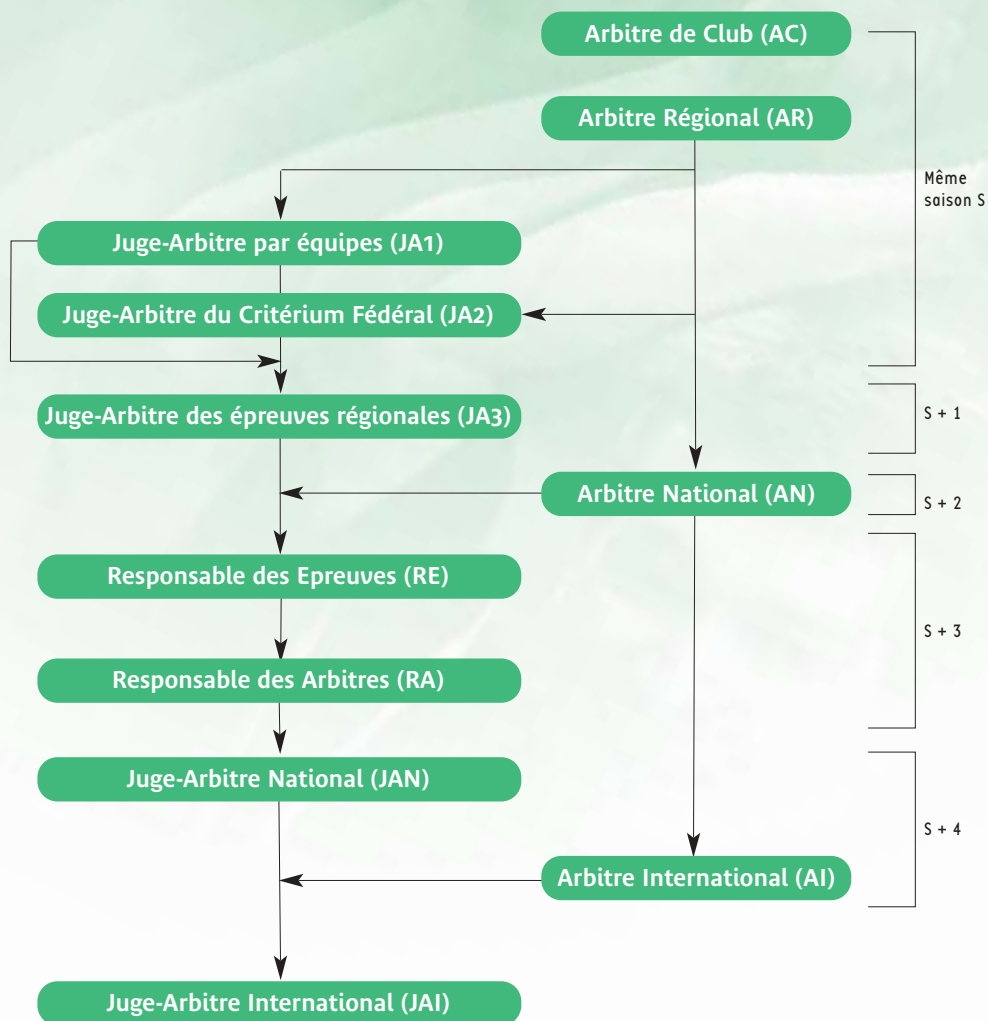 Arbitre de Club (AC)
Arbitre Régional (AR)
Même
saison S
Juge-Arbitre par équipes (JA1)
Juge-Arbitre du Critérium Fédéral (JA2)
Juge-Arbitre des épreuves régionales (JA3)
S + 1
Arbitre National (AN)
S + 2
Responsable des Epreuves (RE)
S + 3
Responsable des Arbitres (RA)
Juge-Arbitre National (JAN)
S + 4
Arbitre International (AI)
Juge-Arbitre International (JAI)